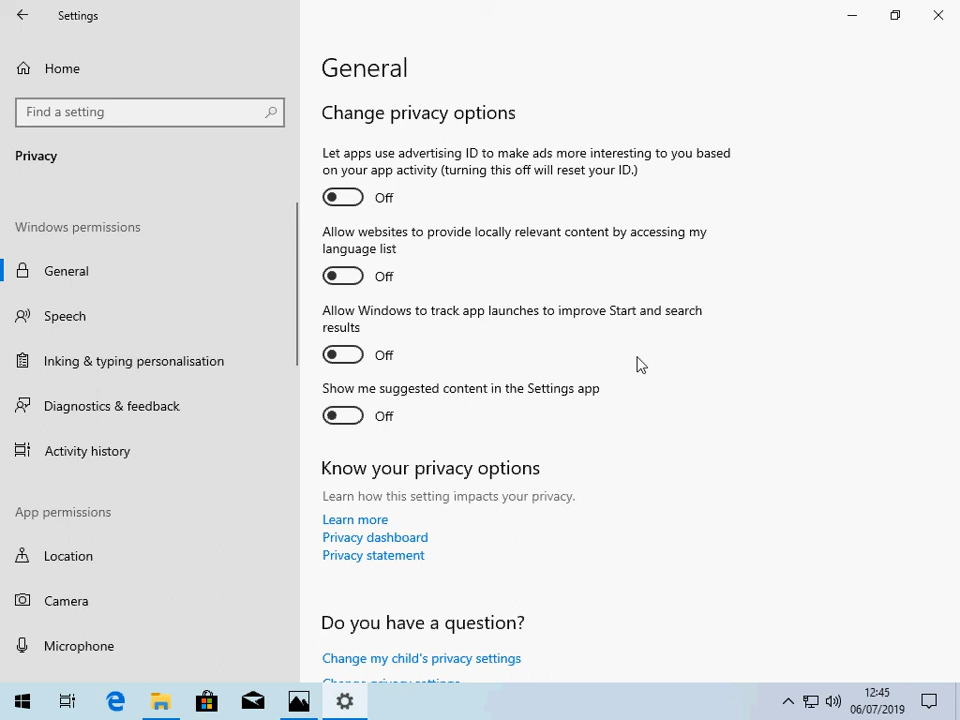 Settings
Home
Find a setting
Privacy
Windows permissions
General
Speech
Inking & typing personalisation
Diagnostics & feedback
Activity history
App permissions
Location
Camera
Microphone
General
Change privacy options
Let apps use advertising ID to make ads more interesting to you based
on your app activity (turning this off will reset your ID.)
Off
Allow websites to provide locally relevant content by accessing my
language list
Off
Allow Windows to track app launches to improve Start and search
results
Off
Show me suggested content in the Settings app
Off
Know your privacy options
Learn how this setting impacts your privacy.
Learn more
Privacy dashboard
Privacy statement
Do you have a question?
Change my child's privacy settings
Change privacy settings
12:45
06/07/2019